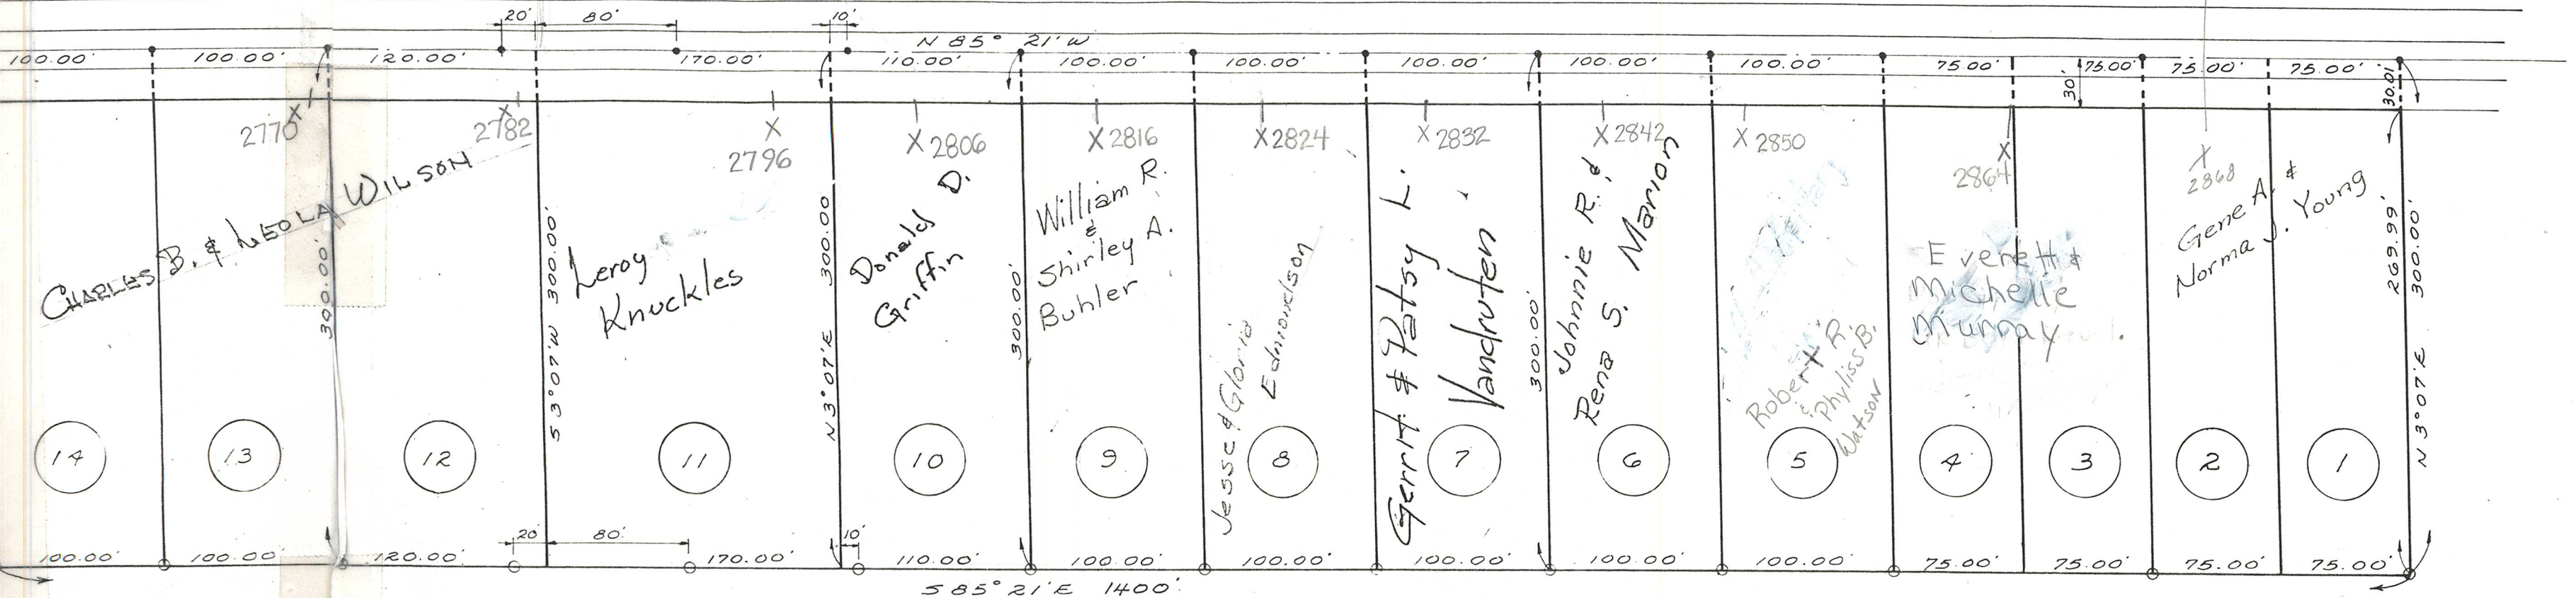 20' 80' 10'
N 85° 21' W
100.00' 100.00' 120.00' 170.00' 110.00' 100.00' 100.00' 100.00' 100.00' 100.00' 75.00' 75.00' 75.00' 75.00'
30' 30.01
X 2770 X 2782 X 2796 X 2806 X 2816 X 2824 X 2832 X 2842 X 2850 X 2864 X 2868
CHARLES B. & LEOLA WILSON
300.00'
S 3°07'W 300.00'
Leroy
Knuckles
N 3°07'E 300.00
Donald D.
Griffin
300.00'
William R.
&
Shirley A.
Buhler
Jesse & Gloria
Edmondson
Gerrit & Patsy L.
Vandruten
300.00'
Johnnie R. &
Rena S. Marion
Robert R.
&
Phyliss B.
Watson
Everett &
Michelle
Murray
Gene A. &
Norma J. Young
269.99'
N 3°07'E 300.00'
14 13 12 11 10 9 8 7 6 5 4 3 2 1
20' 80' 10'
100.00' 100.00' 120.00' 170.00' 110.00' 100.00' 100.00' 100.00' 100.00' 100.00' 75.00' 75.00' 75.00' 75.00'
S 85° 21' E 1400'